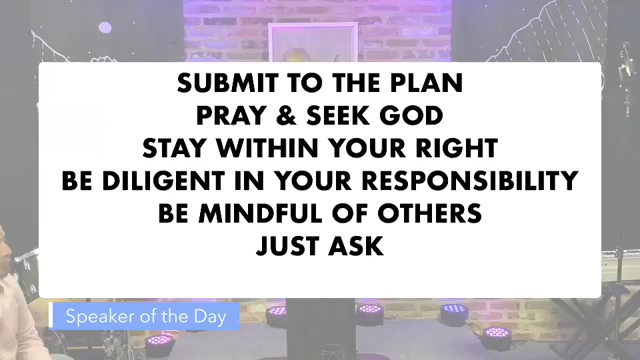 SUBMIT TO THE PLAN
PRAY & SEEK GOD
STAY WITHIN YOUR RIGHT
BE DILIGENT IN YOUR RESPONSIBILITY
BE MINDFUL OF OTHERS
JUST ASK
Speaker of the Day